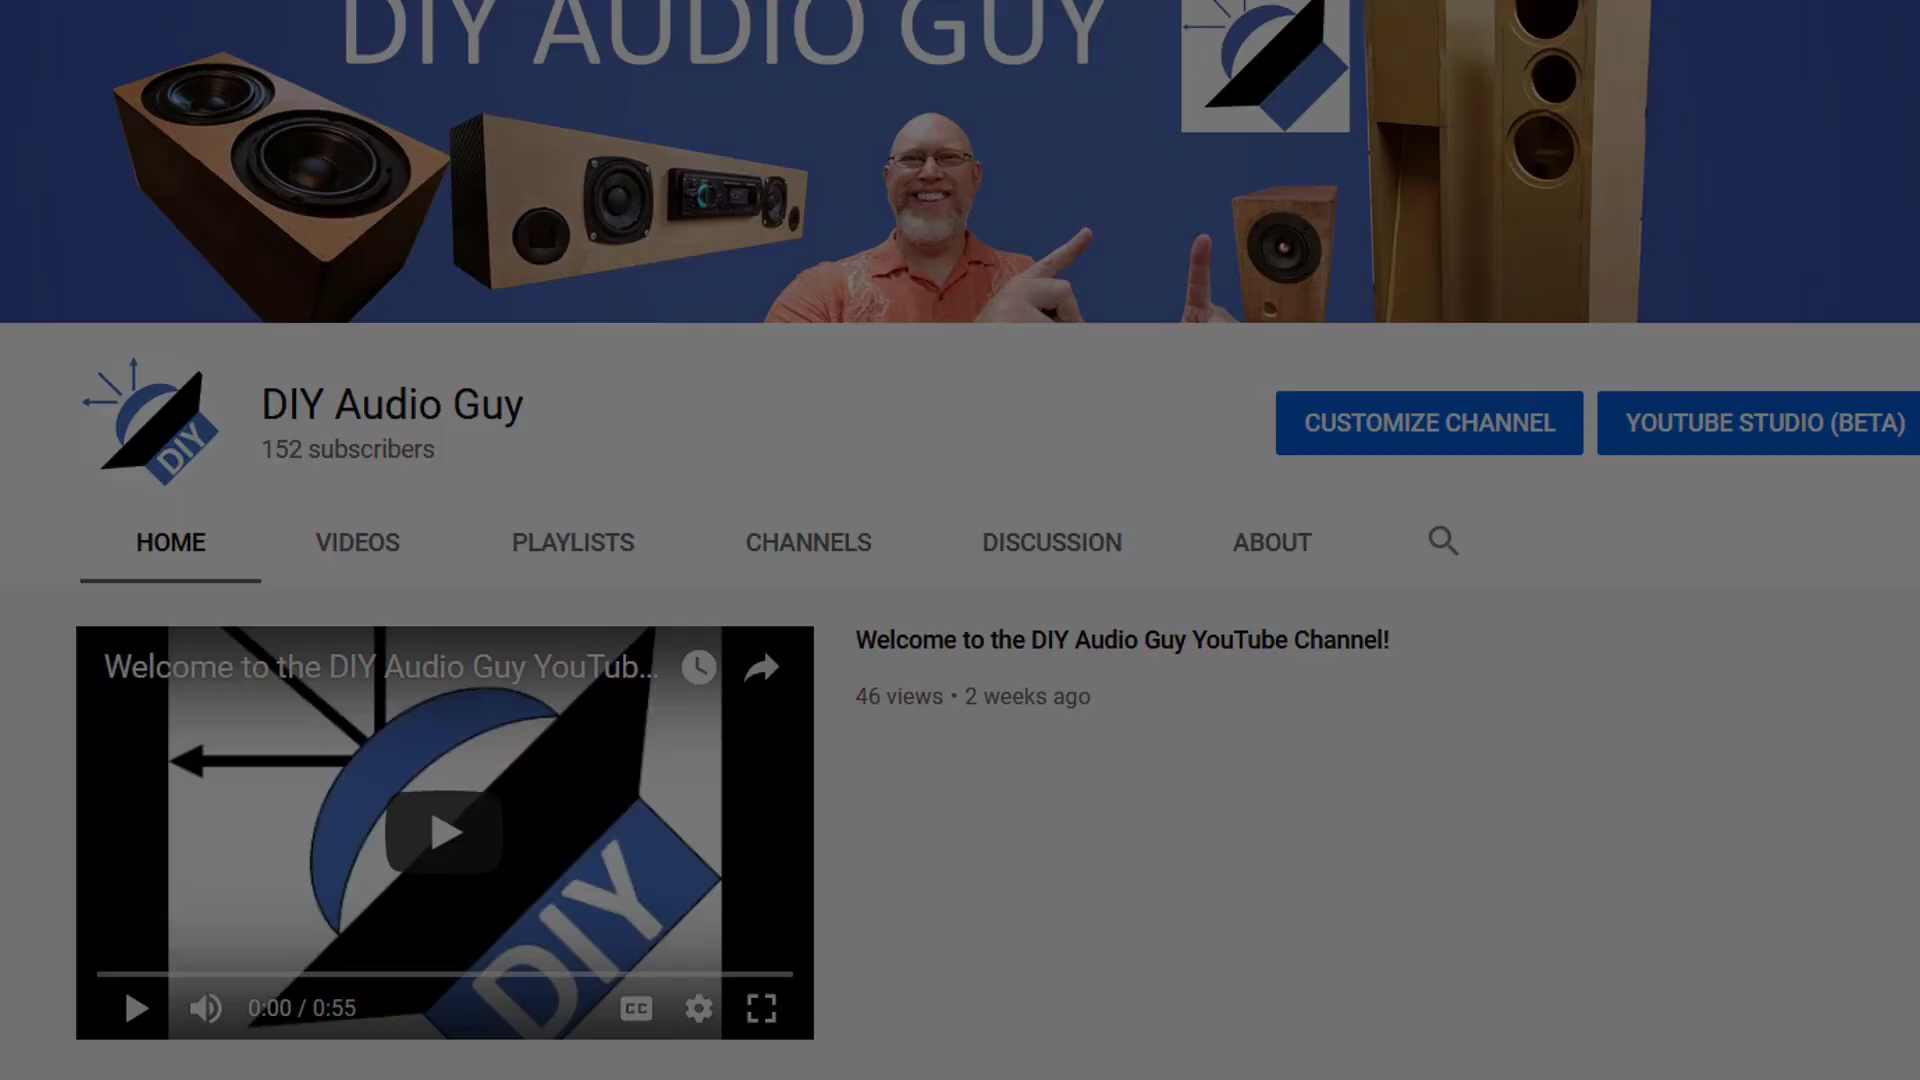 DIY AUDIO GUY
DIY Audio Guy
152 subscribers
CUSTOMIZE CHANNEL
YOUTUBE STUDIO (BETA)
DIY
HOME
VIDEOS
PLAYLISTS
CHANNELS
DISCUSSION
ABOUT
Welcome to the DIY Audio Guy YouTub...
Welcome to the DIY Audio Guy YouTube Channel!
46 views • 2 weeks ago
DIY
0:00 / 0:55
CC